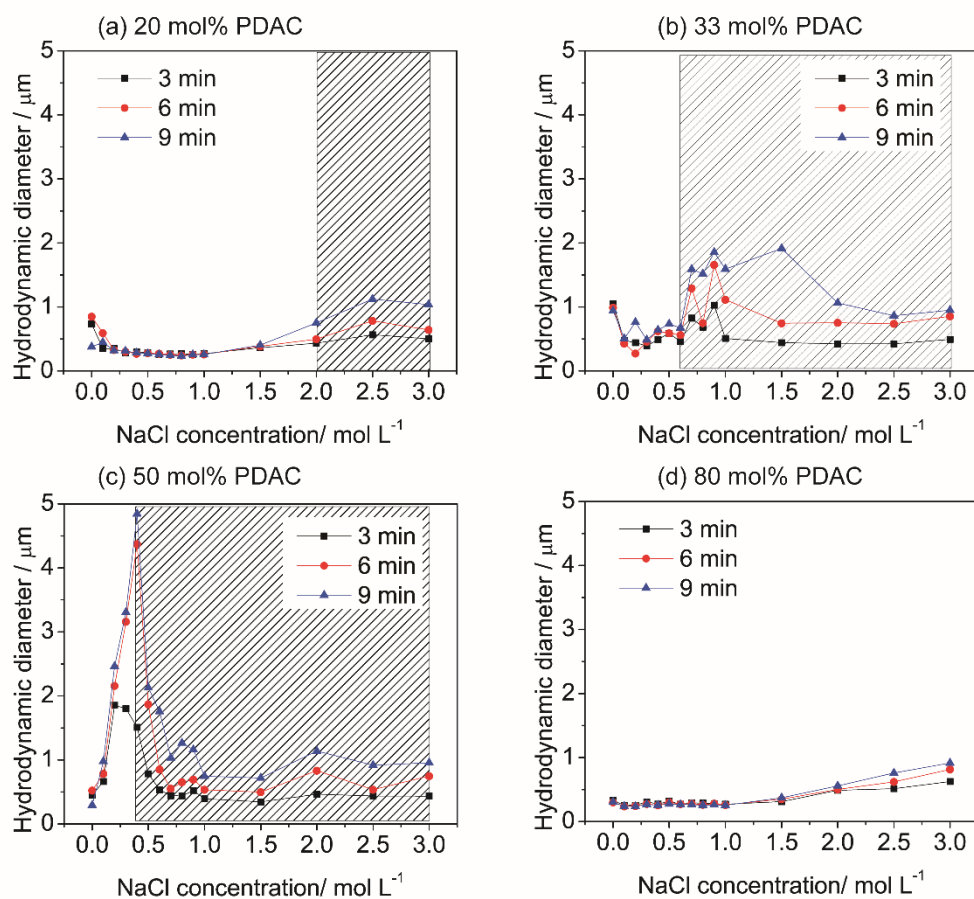 (a) 20 mol% PDAC
5
4
3
2
1
0
Hydrodynamic diameter / μm
3 min
6 min
9 min
0.0 0.5 1.0 1.5 2.0 2.5 3.0
NaCl concentration/ mol L⁻¹
(b) 33 mol% PDAC
5
4
3
2
1
0
Hydrodynamic diameter / μm
3 min
6 min
9 min
0.0 0.5 1.0 1.5 2.0 2.5 3.0
NaCl concentration/ mol L⁻¹
(c) 50 mol% PDAC
5
4
3
2
1
0
Hydrodynamic diameter / μm
3 min
6 min
9 min
0.0 0.5 1.0 1.5 2.0 2.5 3.0
NaCl concentration/ mol L⁻¹
(d) 80 mol% PDAC
5
4
3
2
1
0
Hydrodynamic diameter / μm
3 min
6 min
9 min
0.0 0.5 1.0 1.5 2.0 2.5 3.0
NaCl concentration/ mol L⁻¹